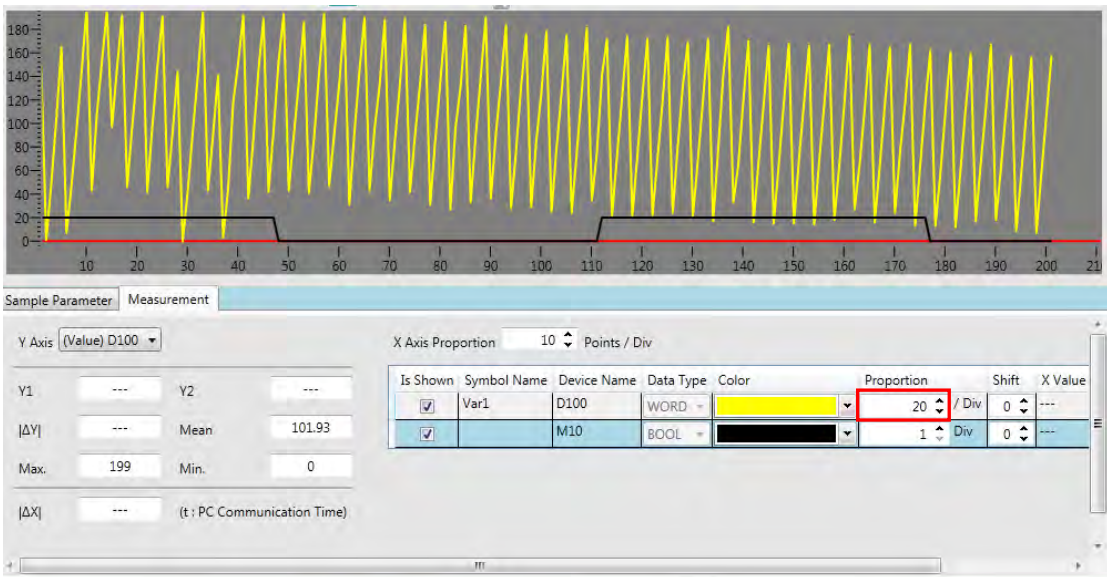 180
160
140
120
100
80
60
40
20
0
10 20 30 40 50 60 70 80 90 100 110 120 130 140 150 160 170 180 190 200 21
Sample Parameter Measurement
Y Axis (Value) D100 X Axis Proportion 10 Points / Div
Is Shown Symbol Name Device Name Data Type Color Proportion Shift X Value
Y1 --- Y2 ---
Var1 D100 WORD 20 / Div 0 ---
|ΔY| --- Mean 101.93
M10 BOOL 1 Div 0 ---
Max. 199 Min. 0
|ΔX| --- (t : PC Communication Time)